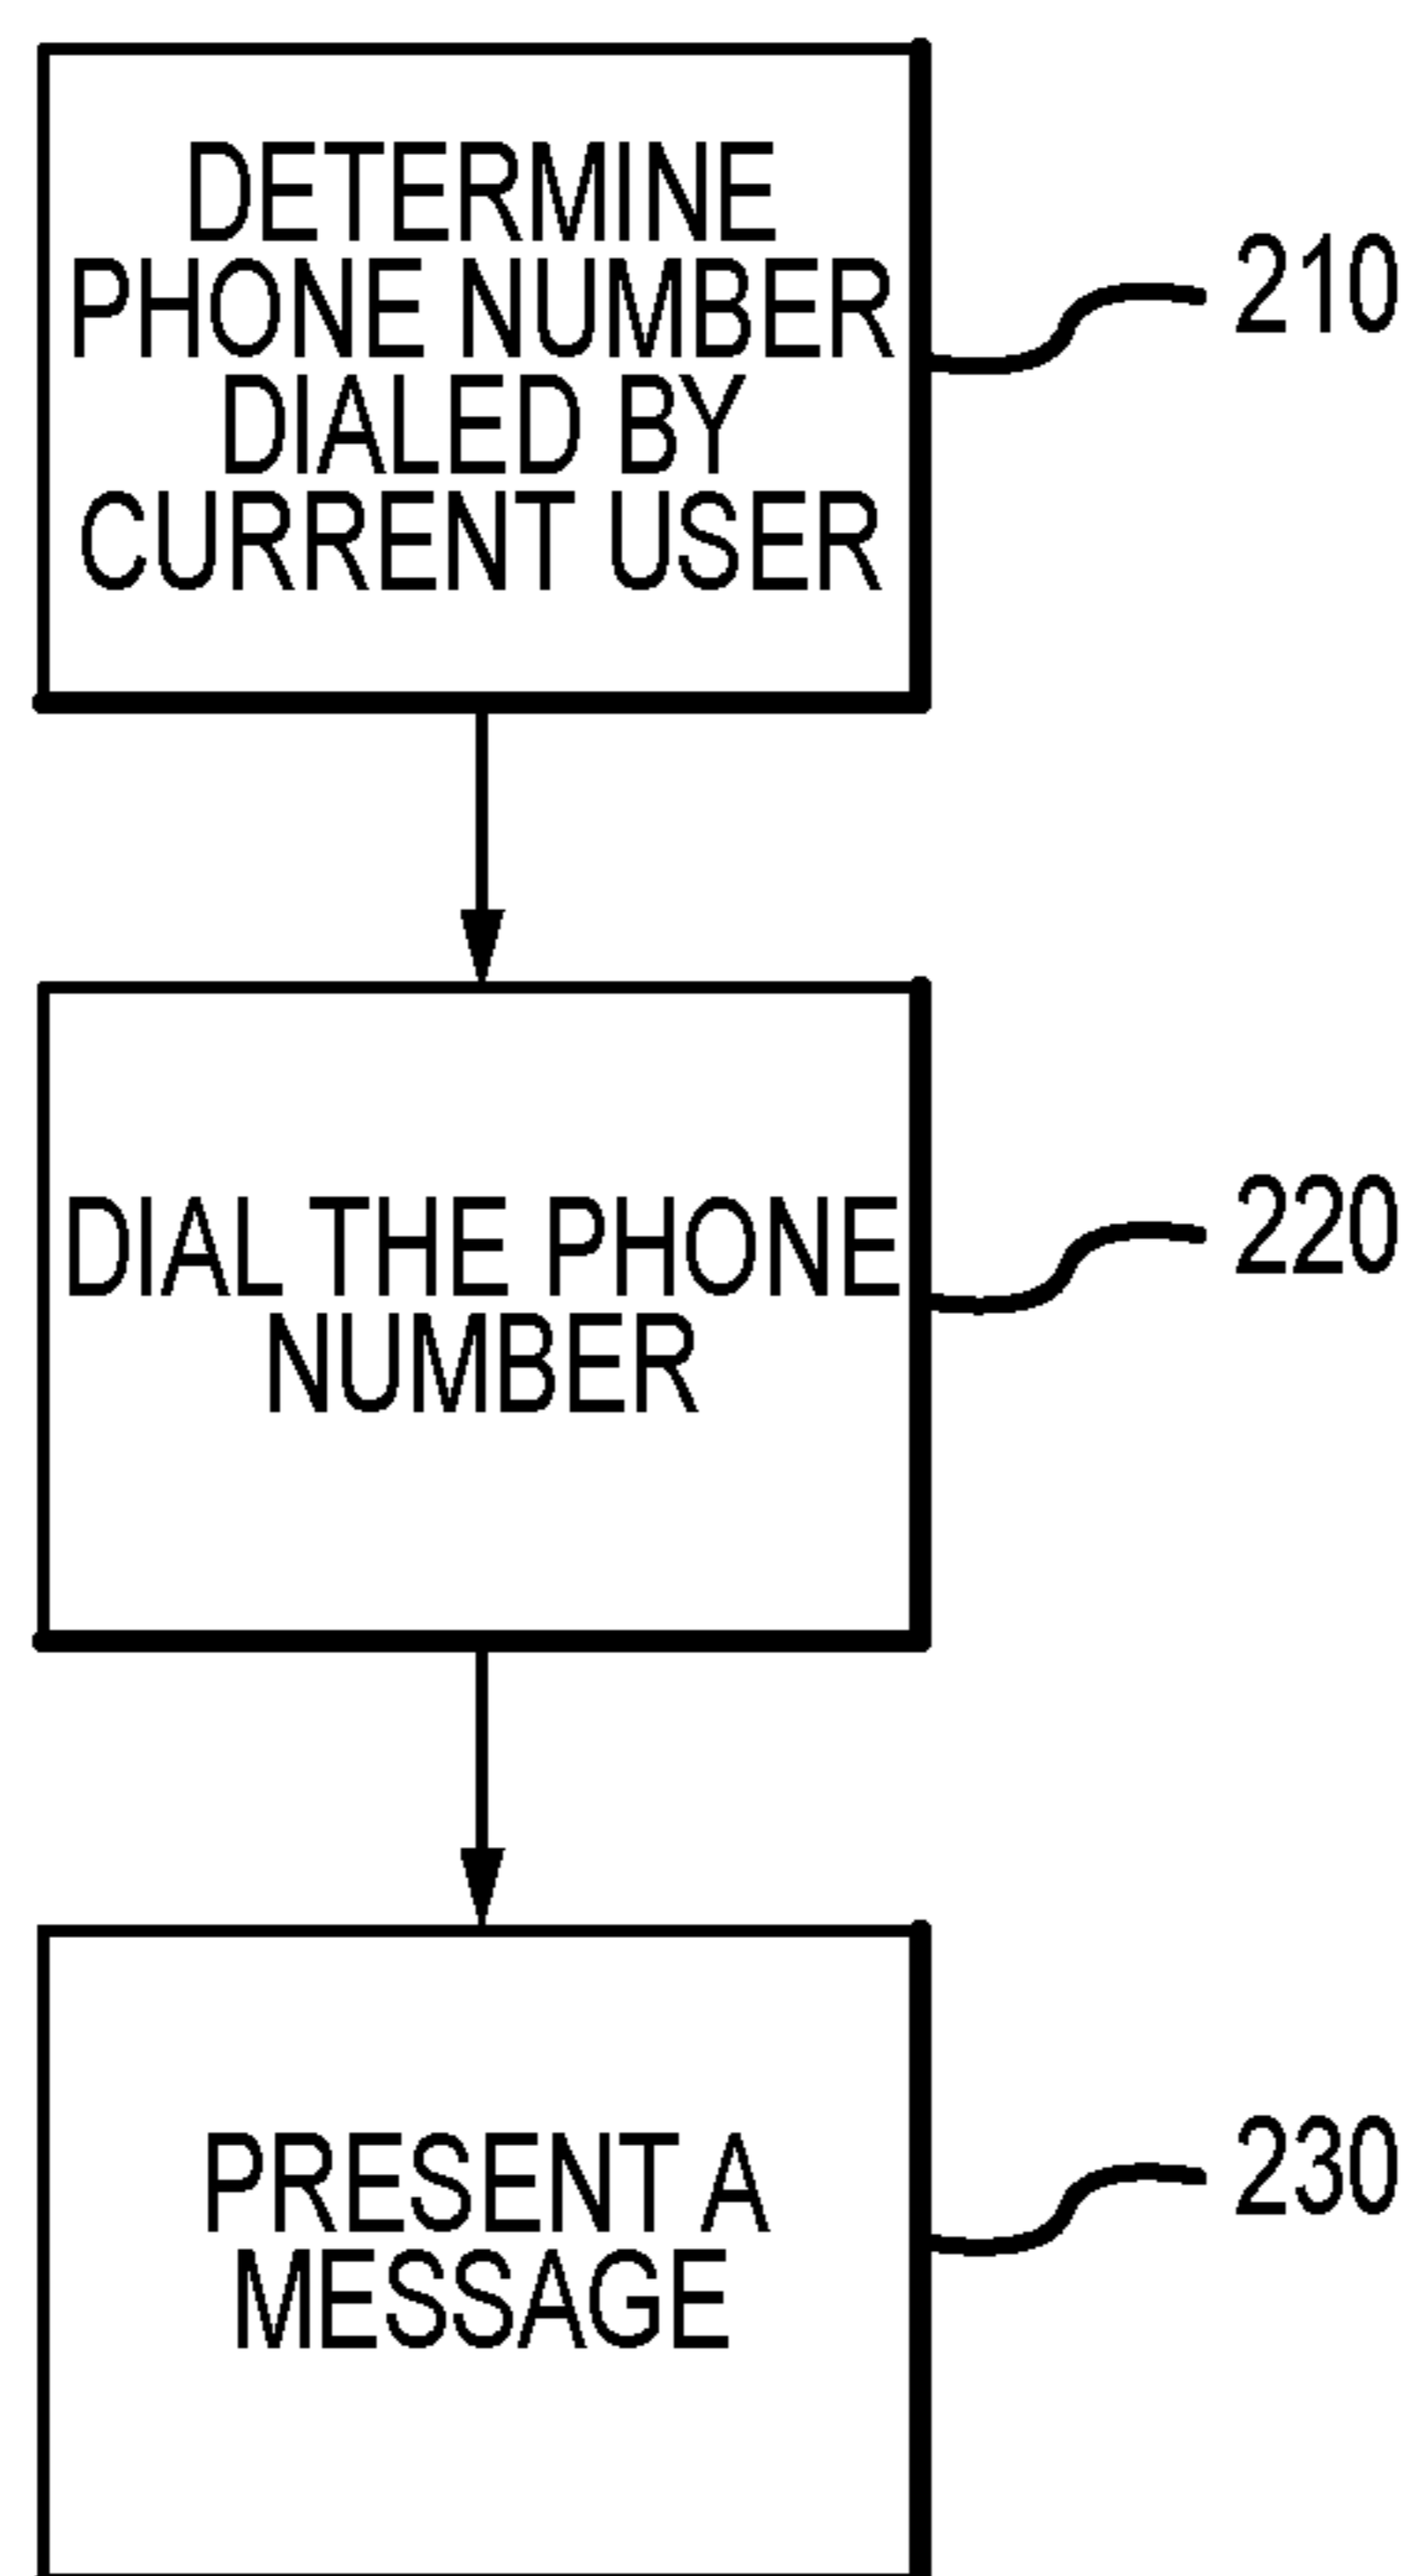 DETERMINE
PHONE NUMBER
DIALED BY
CURRENT USER
210
DIAL THE PHONE
NUMBER
220
PRESENT A
MESSAGE
230